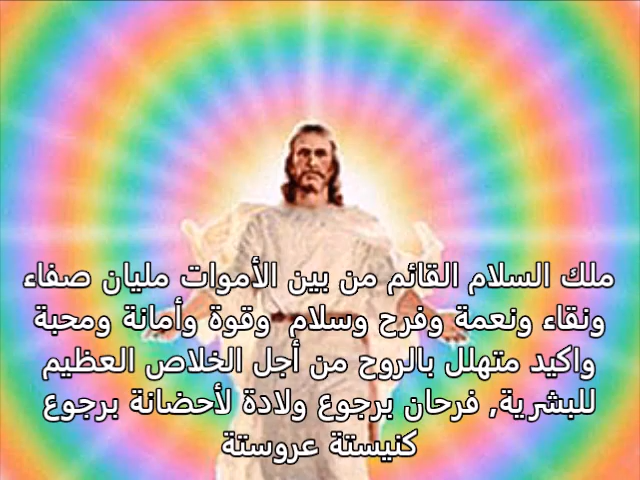 ملك السلام القائم من بين الأموات مليان صفاء
ونقاء ونعمة وفرح وسلام  وقوة وأمانة ومحبة
واكيد متهلل بالروح من أجل الخلاص العظيم
للبشرية, فرحان برجوع ولادة لأحضانة برجوع
كنيستة عروستة